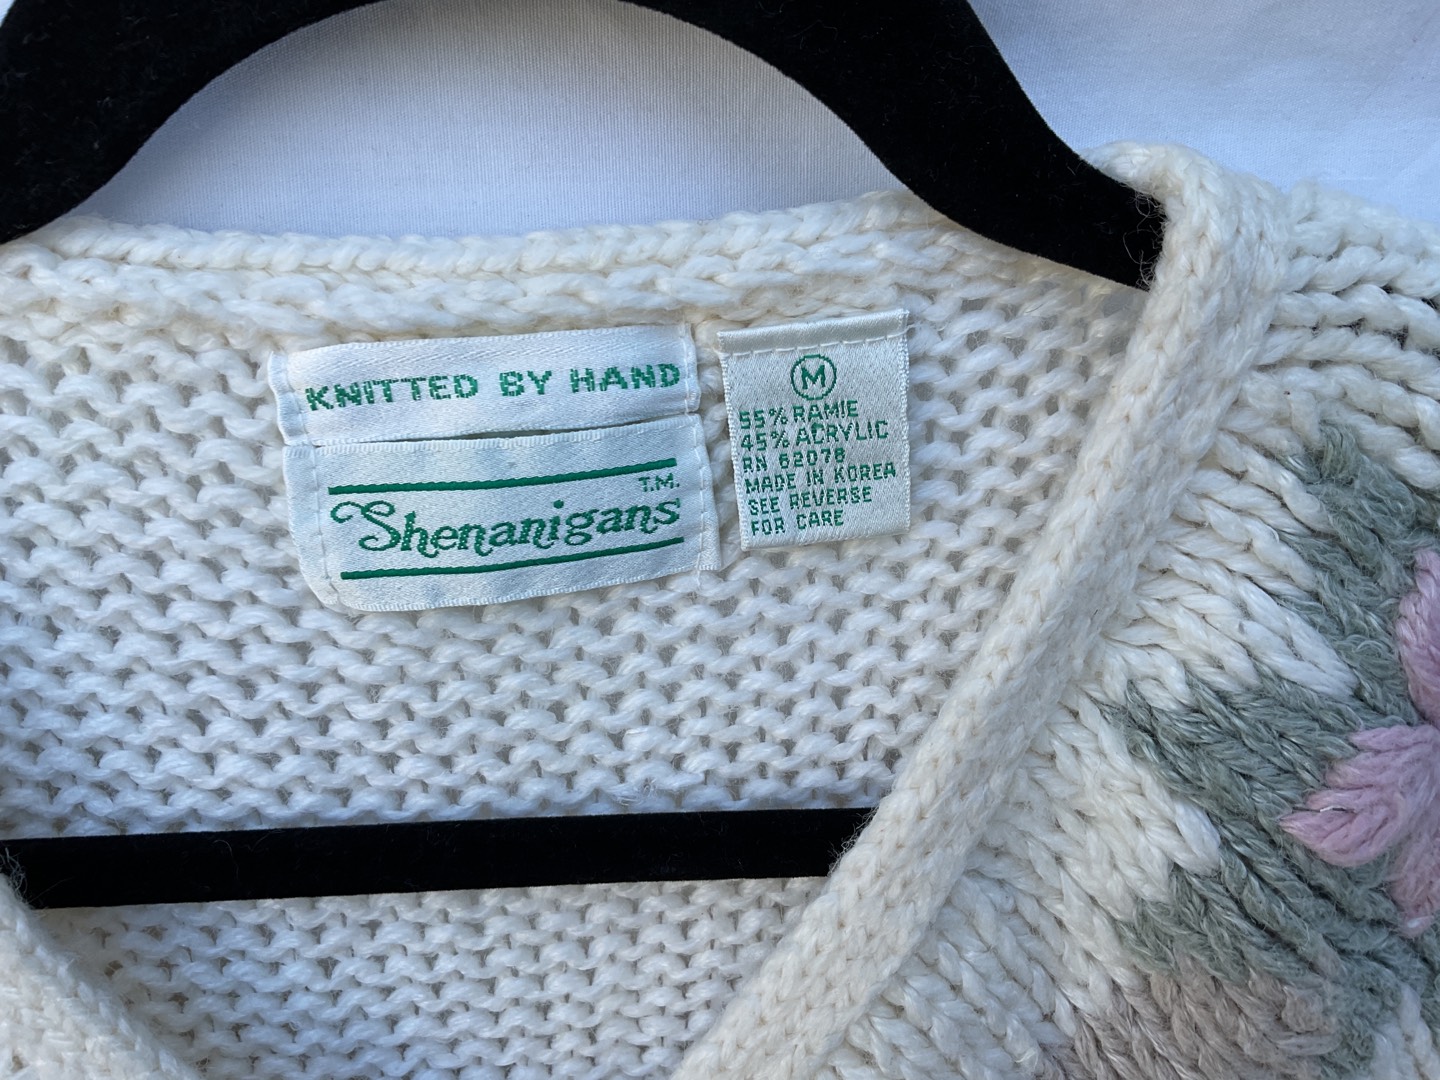 KNITTED BY HAND
T.M.
Shenanigans
M
55% RAMIE
45% ACRYLIC
RN 62078
MADE IN KOREA
SEE REVERSE
FOR CARE